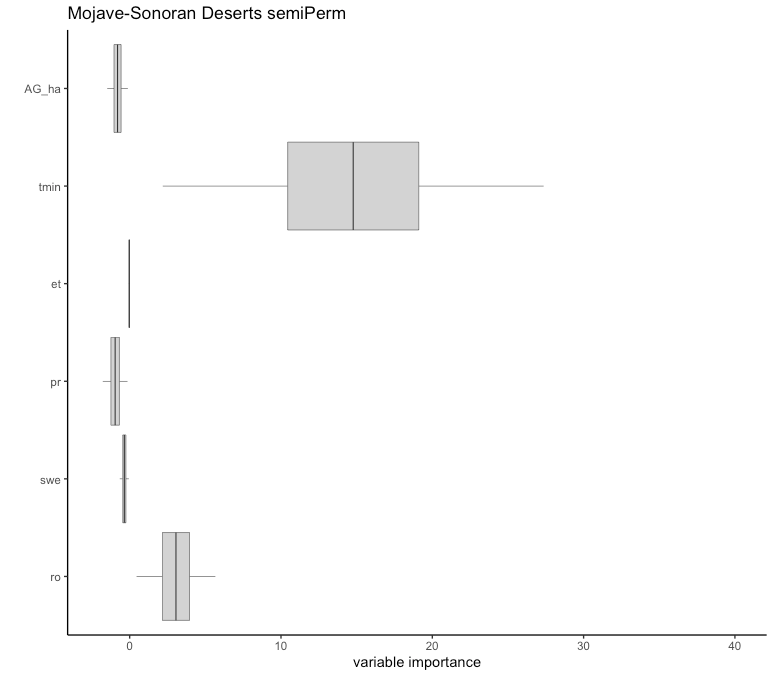 Mojave-Sonoran Deserts semiPerm
AG_ha
tmin
et
pr
swe
ro
0 10 20 30 40
variable importance